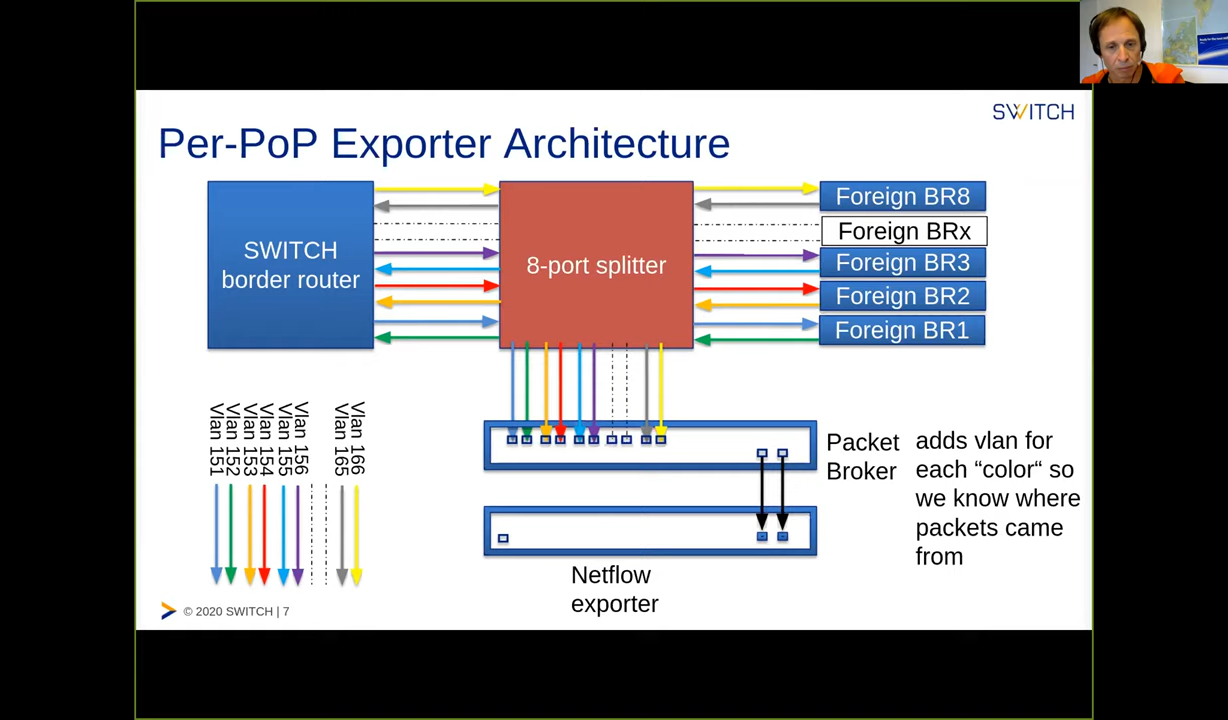 SWITCH
Per-PoP Exporter Architecture
SWITCH
border router
8-port splitter
Foreign BR8
Foreign BRx
Foreign BR3
Foreign BR2
Foreign BR1
Vlan 151
Vlan 152
Vlan 153
Vlan 154
Vlan 155
Vlan 156
Vlan 165
Vlan 166
Packet
Broker
adds vlan for
each “color“ so
we know where
packets came
from
Netflow
exporter
© 2020 SWITCH | 7